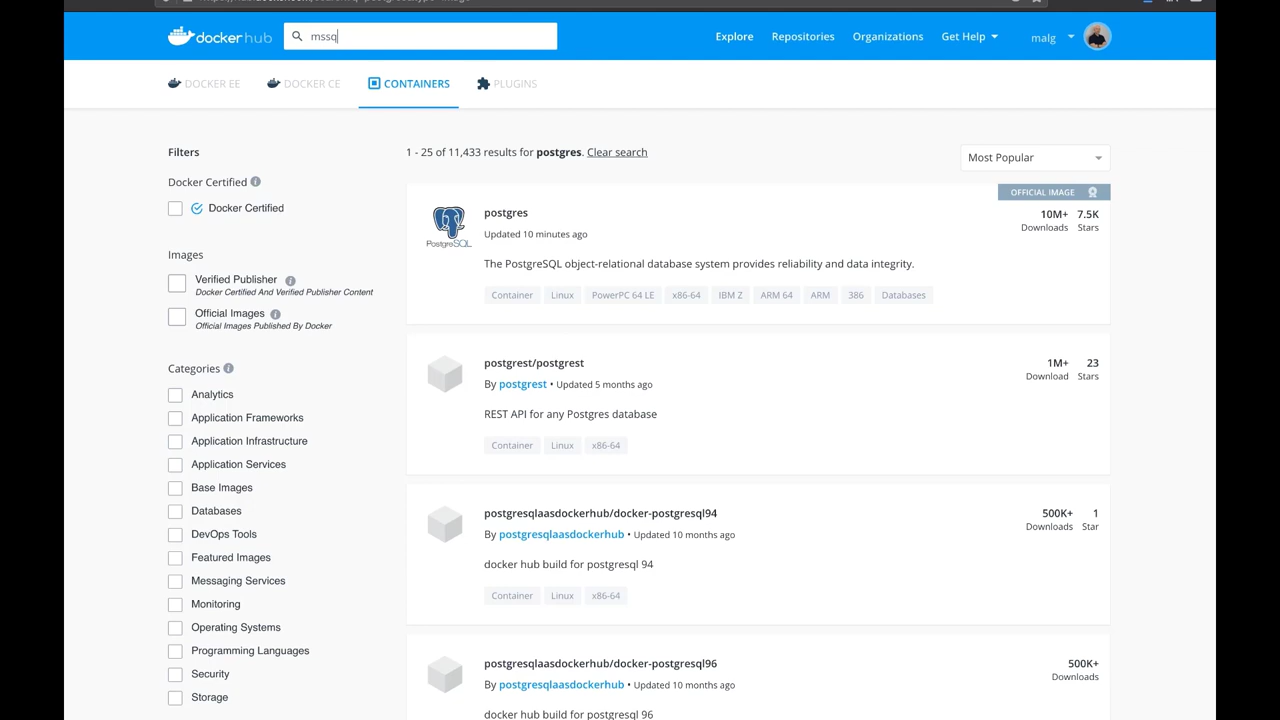 docker hub mssq Explore Repositories Organizations Get Help malg
DOCKER EE DOCKER CE CONTAINERS PLUGINS
Filters
Docker Certified
Docker Certified
Images
Verified Publisher
Docker Certified And Verified Publisher Content
Official Images
Official Images Published By Docker
Categories
Analytics
Application Frameworks
Application Infrastructure
Application Services
Base Images
Databases
DevOps Tools
Featured Images
Messaging Services
Monitoring
Operating Systems
Programming Languages
Security
Storage
1 - 25 of 11,433 results for postgres. Clear search
Most Popular
OFFICIAL IMAGE
PostgreSQL
postgres
Updated 10 minutes ago
10M+ 7.5K
Downloads Stars
The PostgreSQL object-relational database system provides reliability and data integrity.
Container Linux PowerPC 64 LE x86-64 IBM Z ARM 64 ARM 386 Databases
postgrest/postgrest
By postgrest • Updated 5 months ago
1M+ 23
Download Stars
REST API for any Postgres database
Container Linux x86-64
postgresqlaasdockerhub/docker-postgresql94
By postgresqlaasdockerhub • Updated 10 months ago
500K+ 1
Downloads Star
docker hub build for postgresql 94
Container Linux x86-64
postgresqlaasdockerhub/docker-postgresql96
By postgresqlaasdockerhub • Updated 10 months ago
500K+
Downloads
docker hub build for postgresql 96